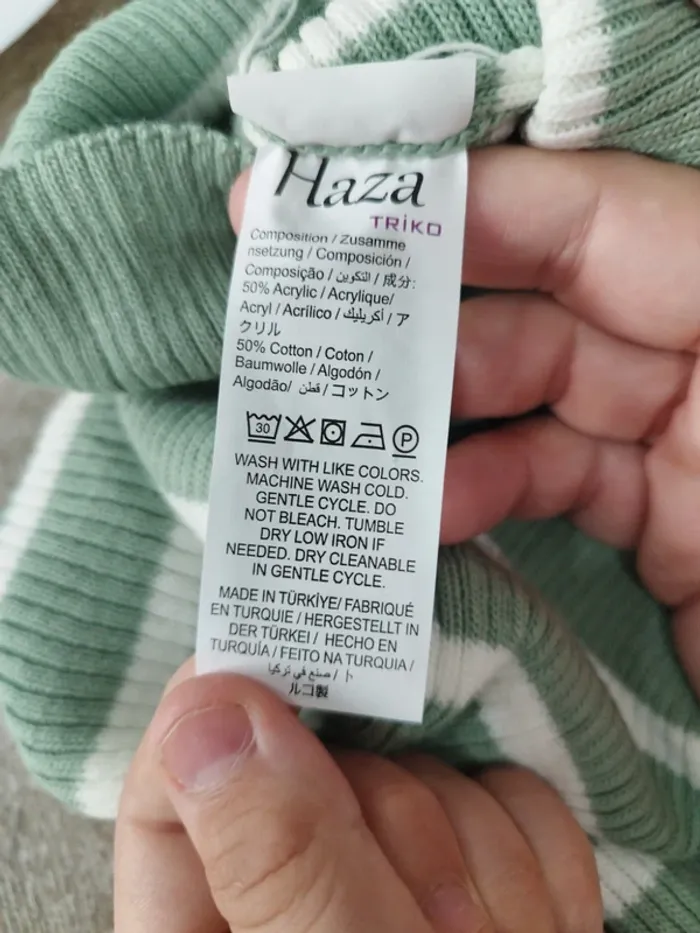 Haza
TRİKO
Composition / Zusamme
nsetzung / Composición /
Composição / التكوين / 成分:
50% Acrylic / Acrylique/
Acryl / Acrílico / أكريليك / ア
クリル
50% Cotton / Coton /
Baumwolle / Algodón /
Algodão/ قطن / コットン
30 P
WASH WITH LIKE COLORS.
MACHINE WASH COLD.
GENTLE CYCLE. DO
NOT BLEACH. TUMBLE
DRY LOW IRON IF
NEEDED. DRY CLEANABLE
IN GENTLE CYCLE.
MADE IN TÜRKİYE/ FABRIQUÉ
EN TURQUIE / HERGESTELLT IN
DER TÜRKEI / HECHO EN
TURQUÍA / FEITO NA TURQUIA /
صنع في تركيا / ト
ルコ製